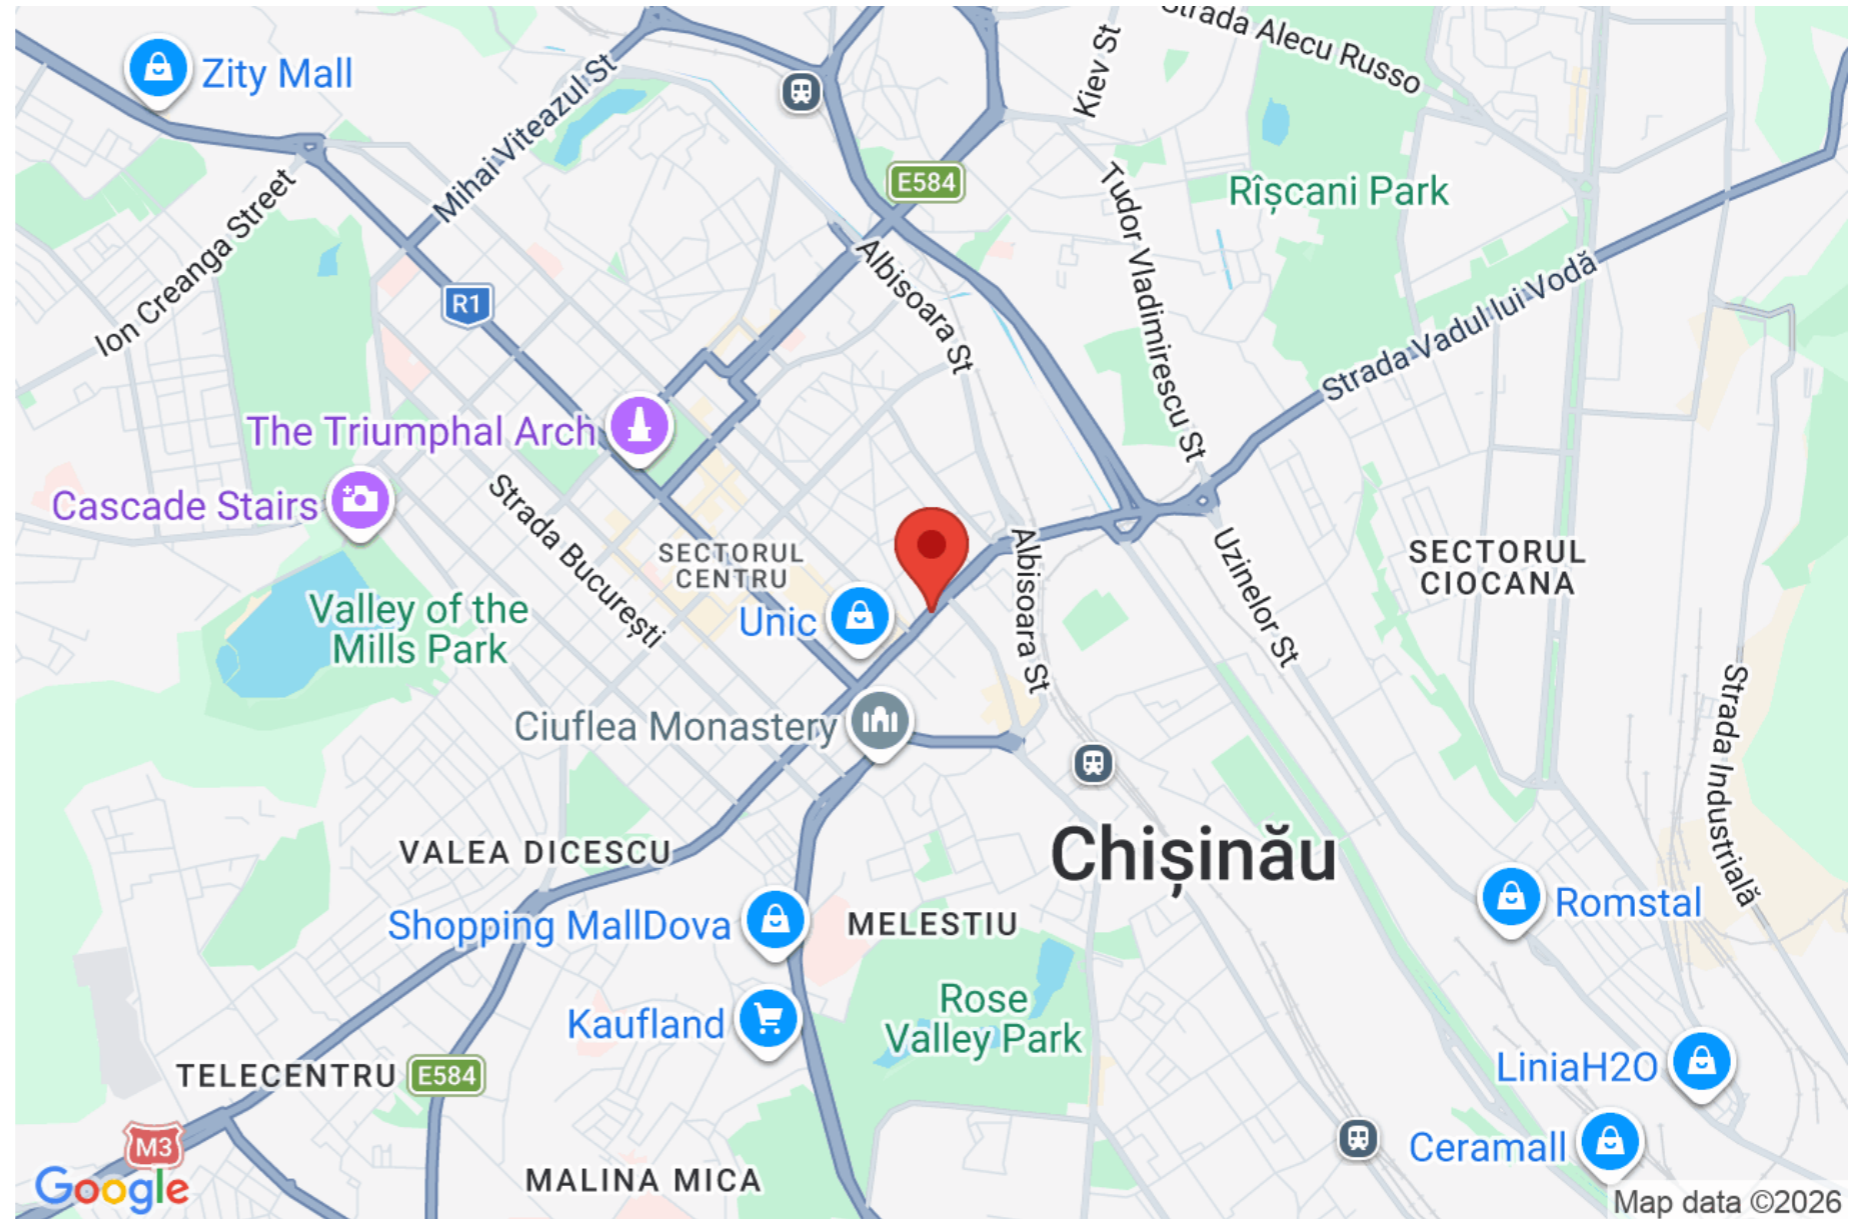 Strada Alecu Russo
Zity Mall
Kiev St
Mihai Viteazul St
E584
Rîșcani Park
Tudor Vladimirescu St
Ion Creanga Street
Albisoara St
R1
Strada Vadul lui Vodă
The Triumphal Arch
Cascade Stairs
Strada București
SECTORUL
CENTRU
Albisoara St
Uzinelor St
SECTORUL
CIOCANA
Valley of the
Mills Park
Unic
Ciuflea Monastery
Strada Industrială
VALEA DICESCU
Chișinău
Shopping MallDova
MELESTIU
Romstal
Rose
Valley Park
Kaufland
TELECENTRU
E584
LiniaH2O
M3
Ceramall
MALINA MICA
Google
Map data ©2026